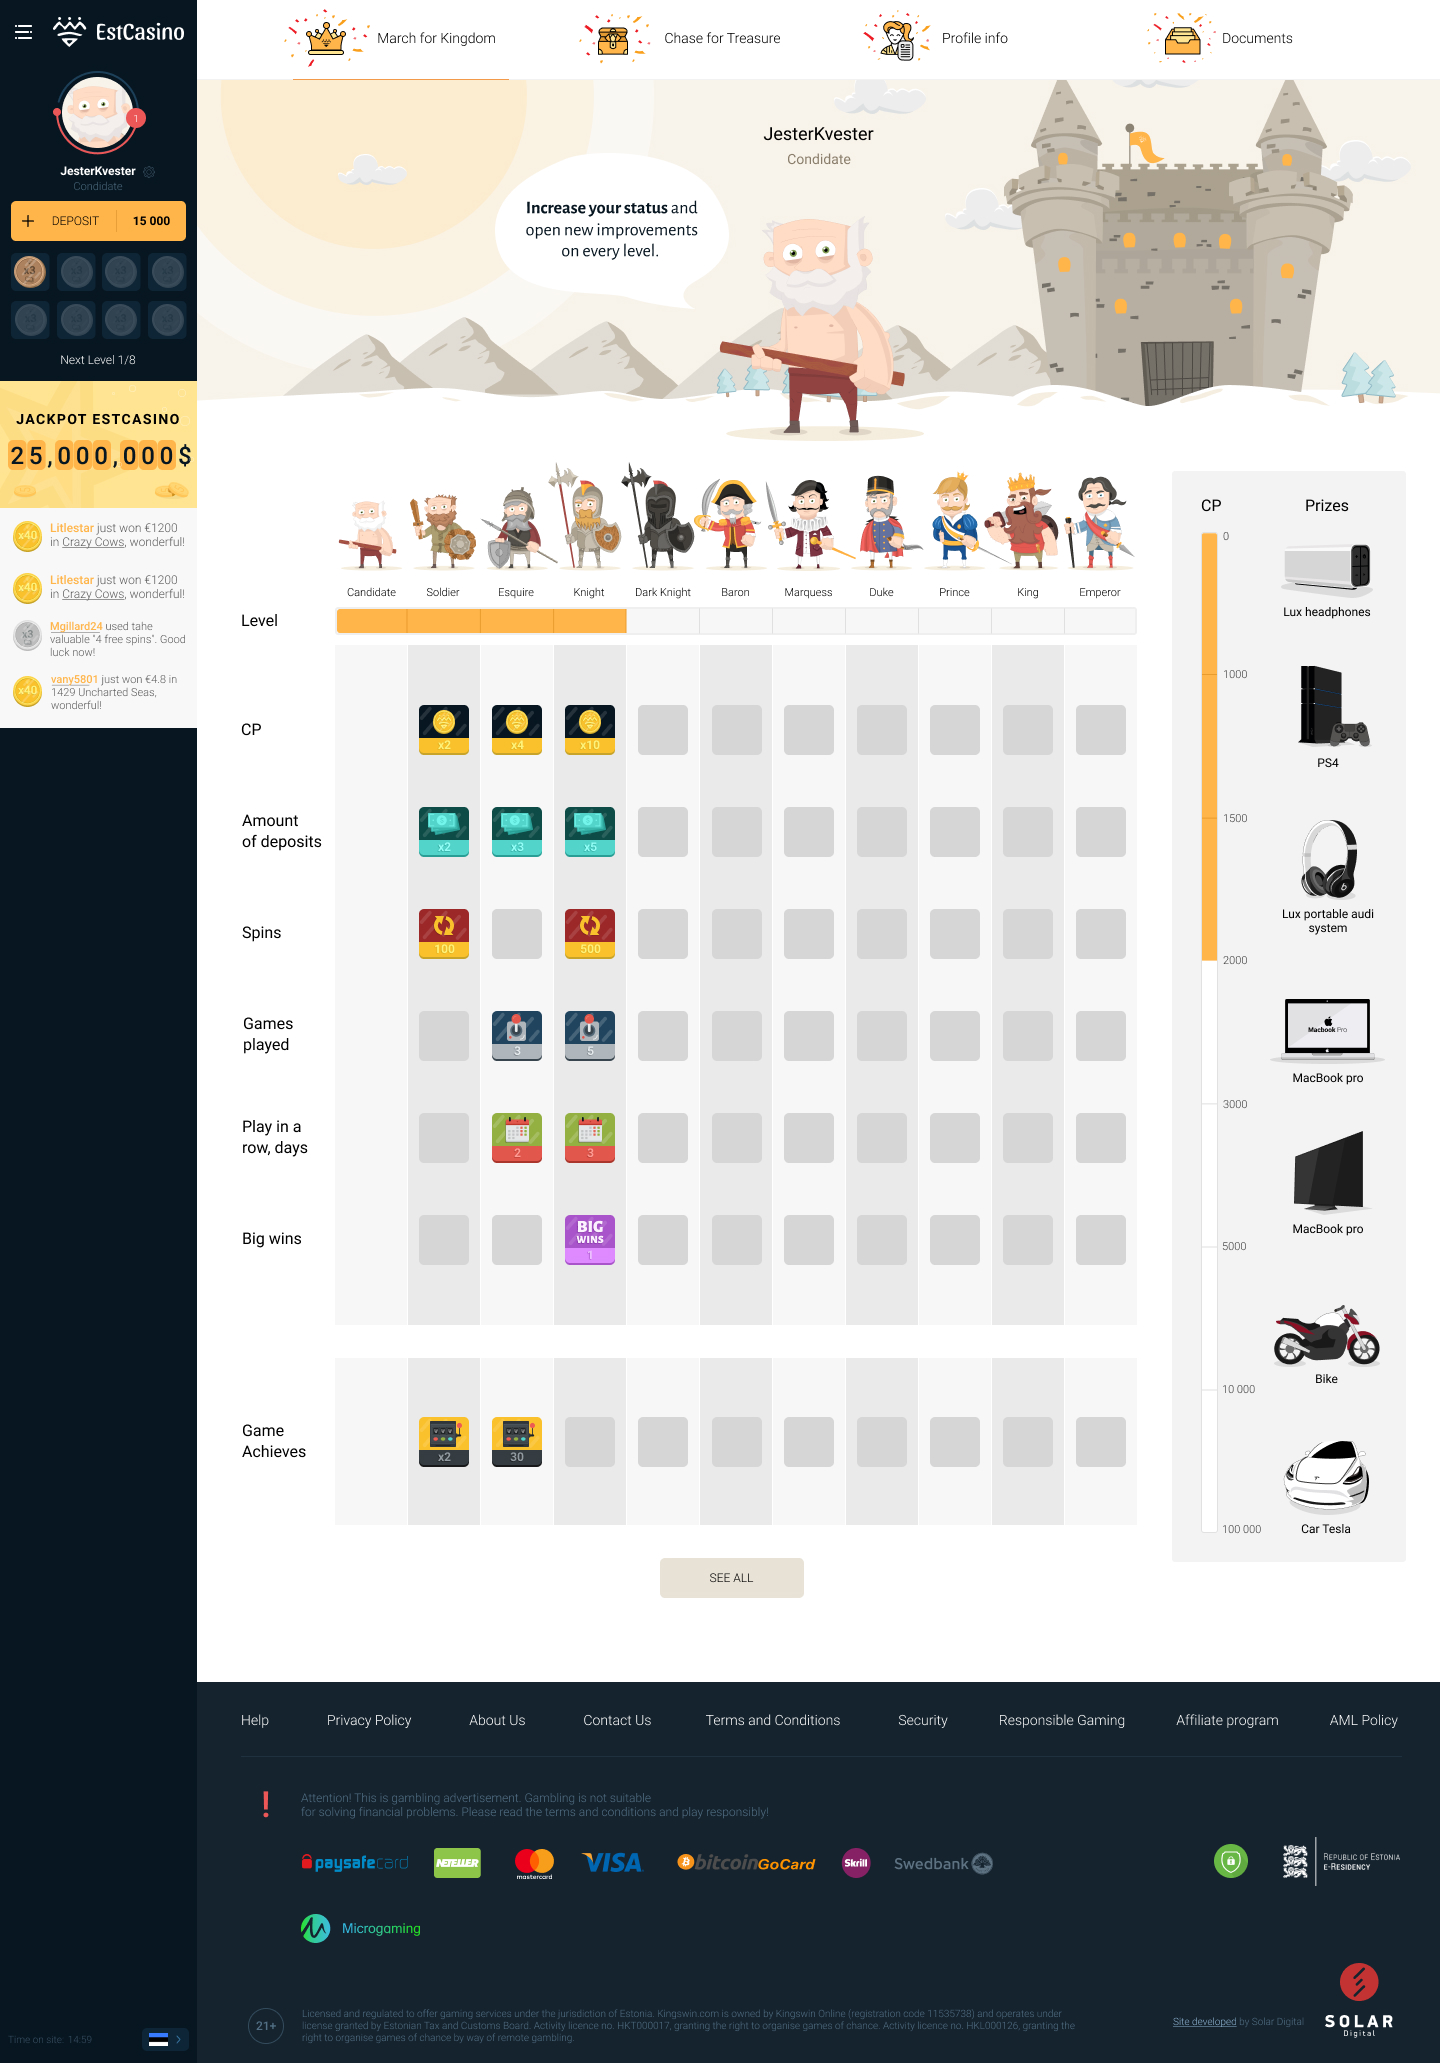 EstCasino
1
JesterKvester
Condidate
DEPOSIT 15 000
x3 x3 x3 x3
Next Level 1/8
JACKPOT ESTCASINO
25,000,000$
x40
Litlestar just won €1200
in Crazy Cows, wonderful!
x40
Litlestar just won €1200
in Crazy Cows, wonderful!
x3
Mgillard24 used tahe
valuable "4 free spins". Good
luck now!
x40
vany5801 just won €4.8 in
1429 Uncharted Seas,
wonderful!
Time on site: 14:59
March for Kingdom
Chase for Treasure
Profile info
Documents
JesterKvester
Condidate
Increase your status and
open new improvements
on every level.
Candidate Soldier Esquire Knight Dark Knight Baron Marquess Duke Prince King Emperor
Level
CP
x2 x4 x10
Amount
of deposits
x2 x3 x5
Spins
100 500
Games
played
3 5
Play in a
row, days
2 3
Big wins
BIG
WINS
1
Game
Achieves
x2 30
SEE ALL
CP Prizes
0
Lux headphones
1000
PS4
1500
Lux portable audi
system
2000
Macbook Pro
MacBook pro
3000
MacBook pro
5000
Bike
10 000
Car Tesla
100 000
Help Privacy Policy About Us Contact Us Terms and Conditions Security Responsible Gaming Affiliate program AML Policy
Attention! This is gambling advertisement. Gambling is not suitable
for solving financial problems. Please read the terms and conditions and play responsibly!
paysafecard NETELLER mastercard VISA bitcoin GoCard Skrill Swedbank
REPUBLIC OF ESTONIA
E-RESIDENCY
Microgaming
21+
Licensed and regulated to offer gaming services under the jurisdiction of Estonia. Kingswin.com is owned by Kingswin Online (registration code 11535738) and operates under
license granted by Estonian Tax and Customs Board. Activity licence no. HKT000017, granting the right to organise games of chance. Activity licence no. HKL000126, granting the
right to organise games of chance by way of remote gambling.
Site developed by Solar Digital
SOLAR
Digital